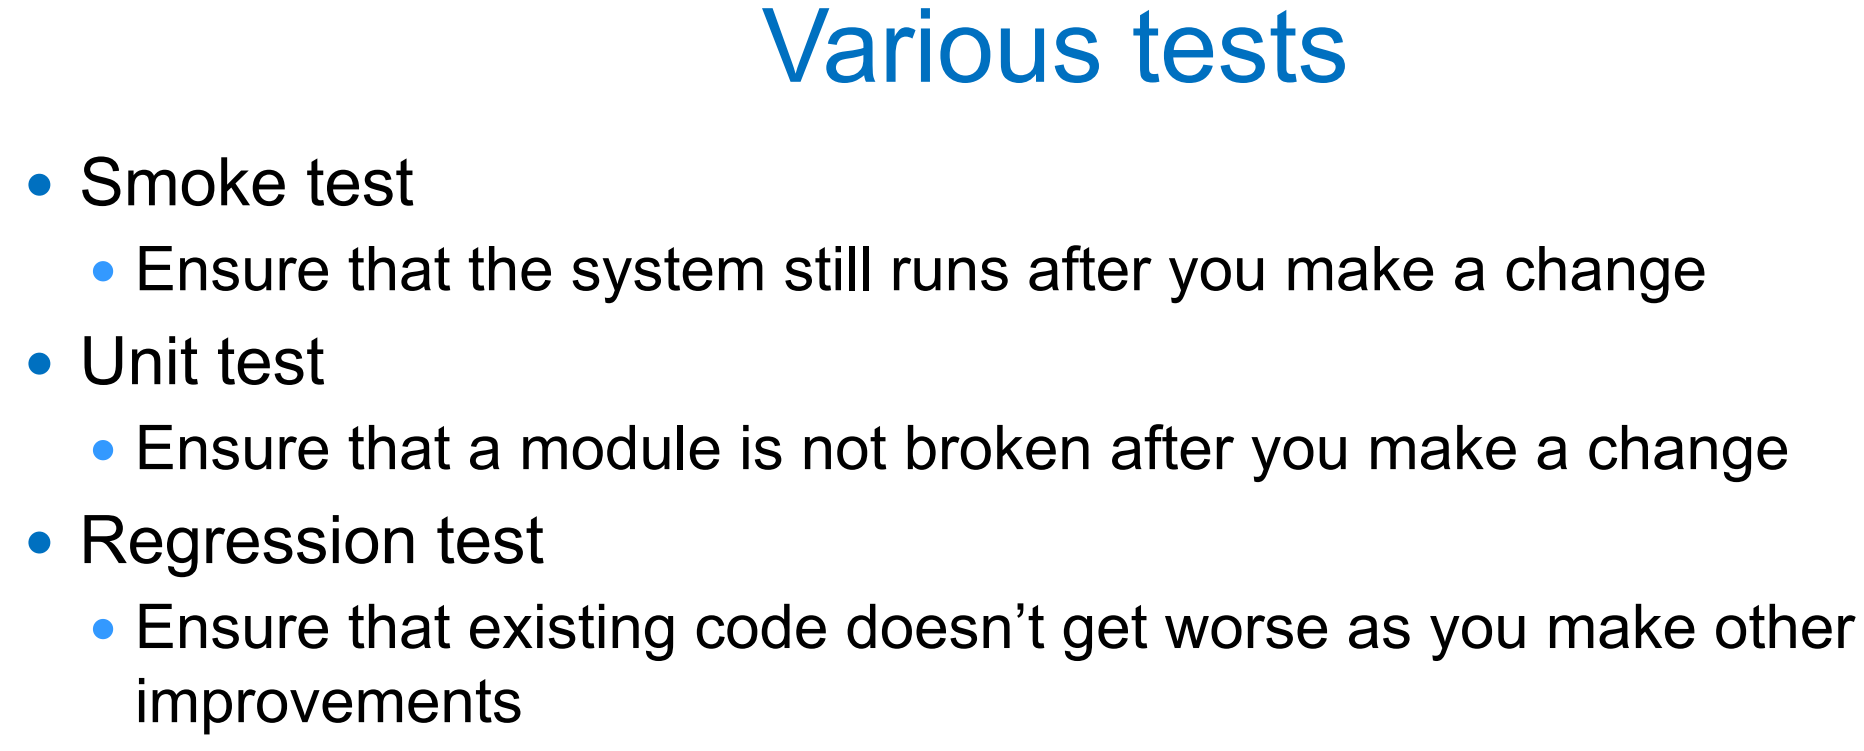 Various tests
• Smoke test
• Ensure that the system still runs after you make a change
• Unit test
• Ensure that a module is not broken after you make a change
• Regression test
• Ensure that existing code doesn’t get worse as you make other
improvements